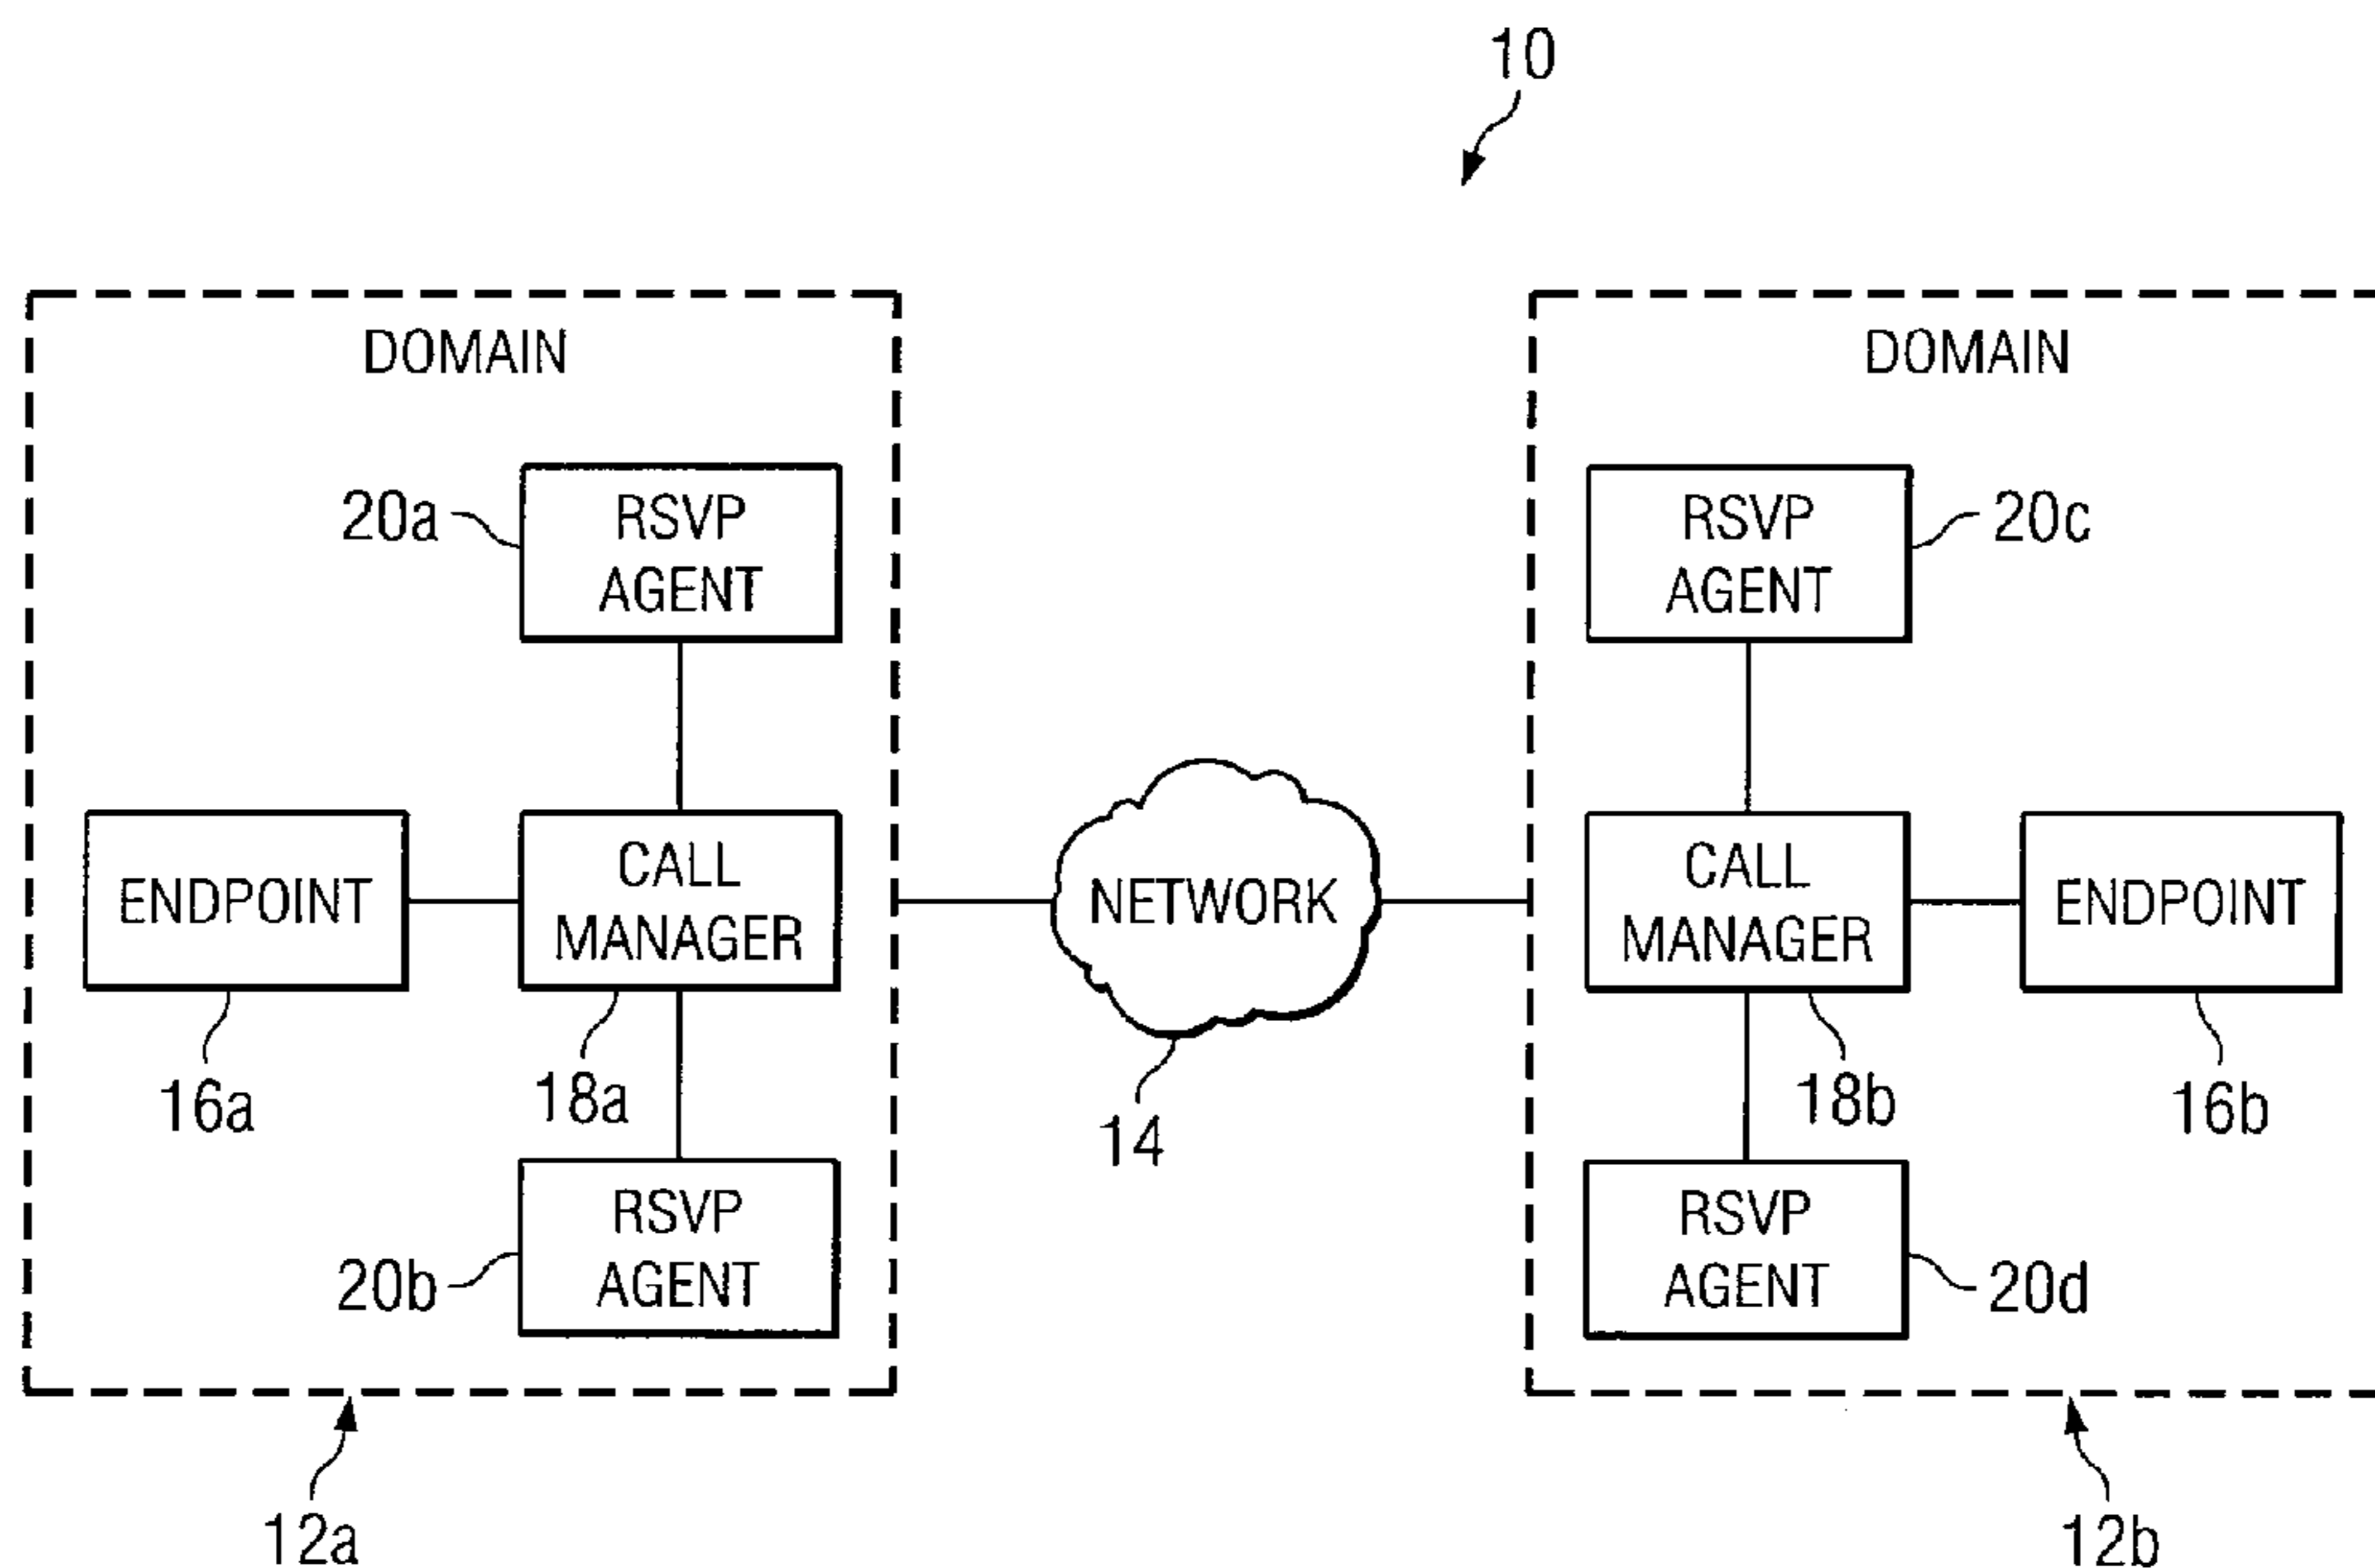 10
DOMAIN
DOMAIN
RSVP
AGENT
20a
RSVP
AGENT
20c
ENDPOINT
CALL
MANAGER
NETWORK
CALL
MANAGER
ENDPOINT
16a
18a
14
18b
16b
RSVP
AGENT
20b
RSVP
AGENT
20d
12a
12b